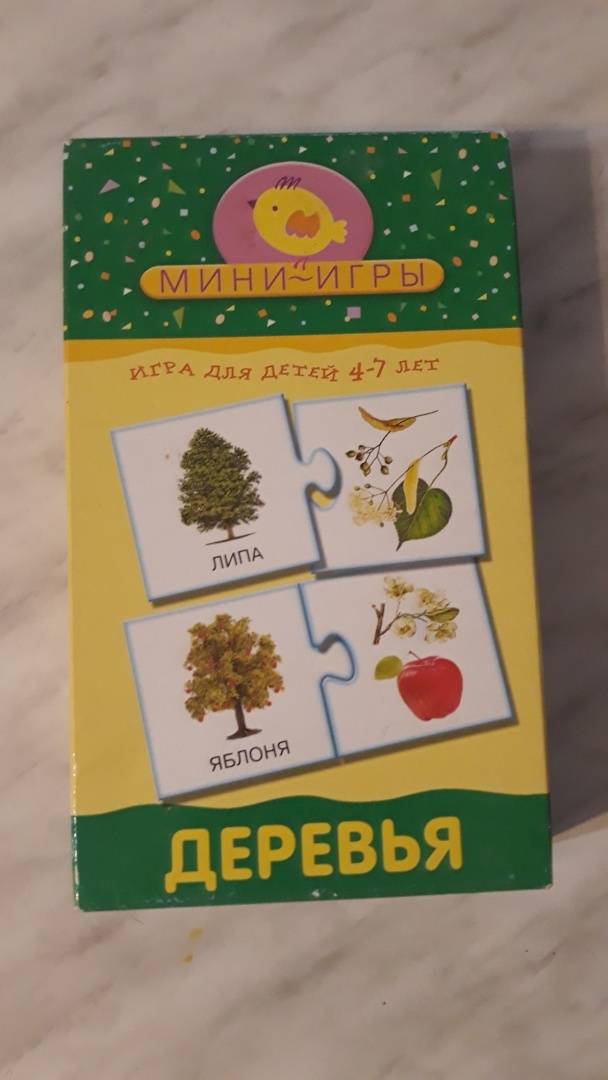 МИНИ-ИГРЫ
ИГРА ДЛЯ ДЕТЕЙ 4-7 ЛЕТ
ЛИПА
ЯБЛОНЯ
ДЕРЕВЬЯ